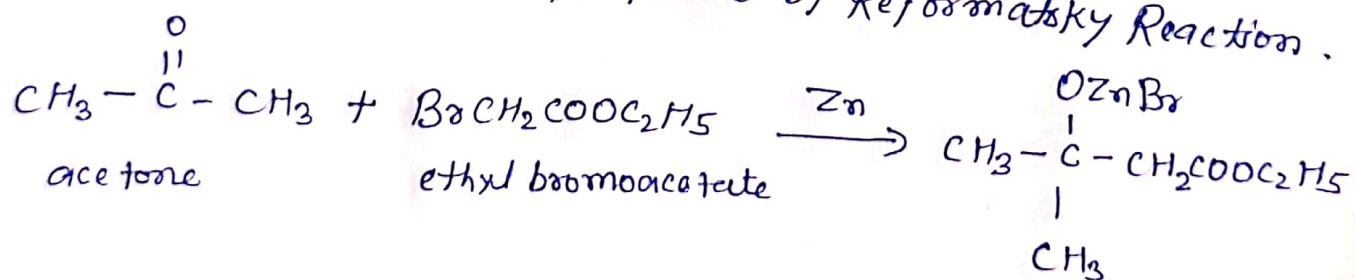 Reformatsky Reaction.
O
||
CH₃ – C – CH₃ + BrCH₂COOC₂H₅ Zn → CH₃ – C – CH₂COOC₂H₅
OZnBr
CH₃
acetone ethyl bromoacetate